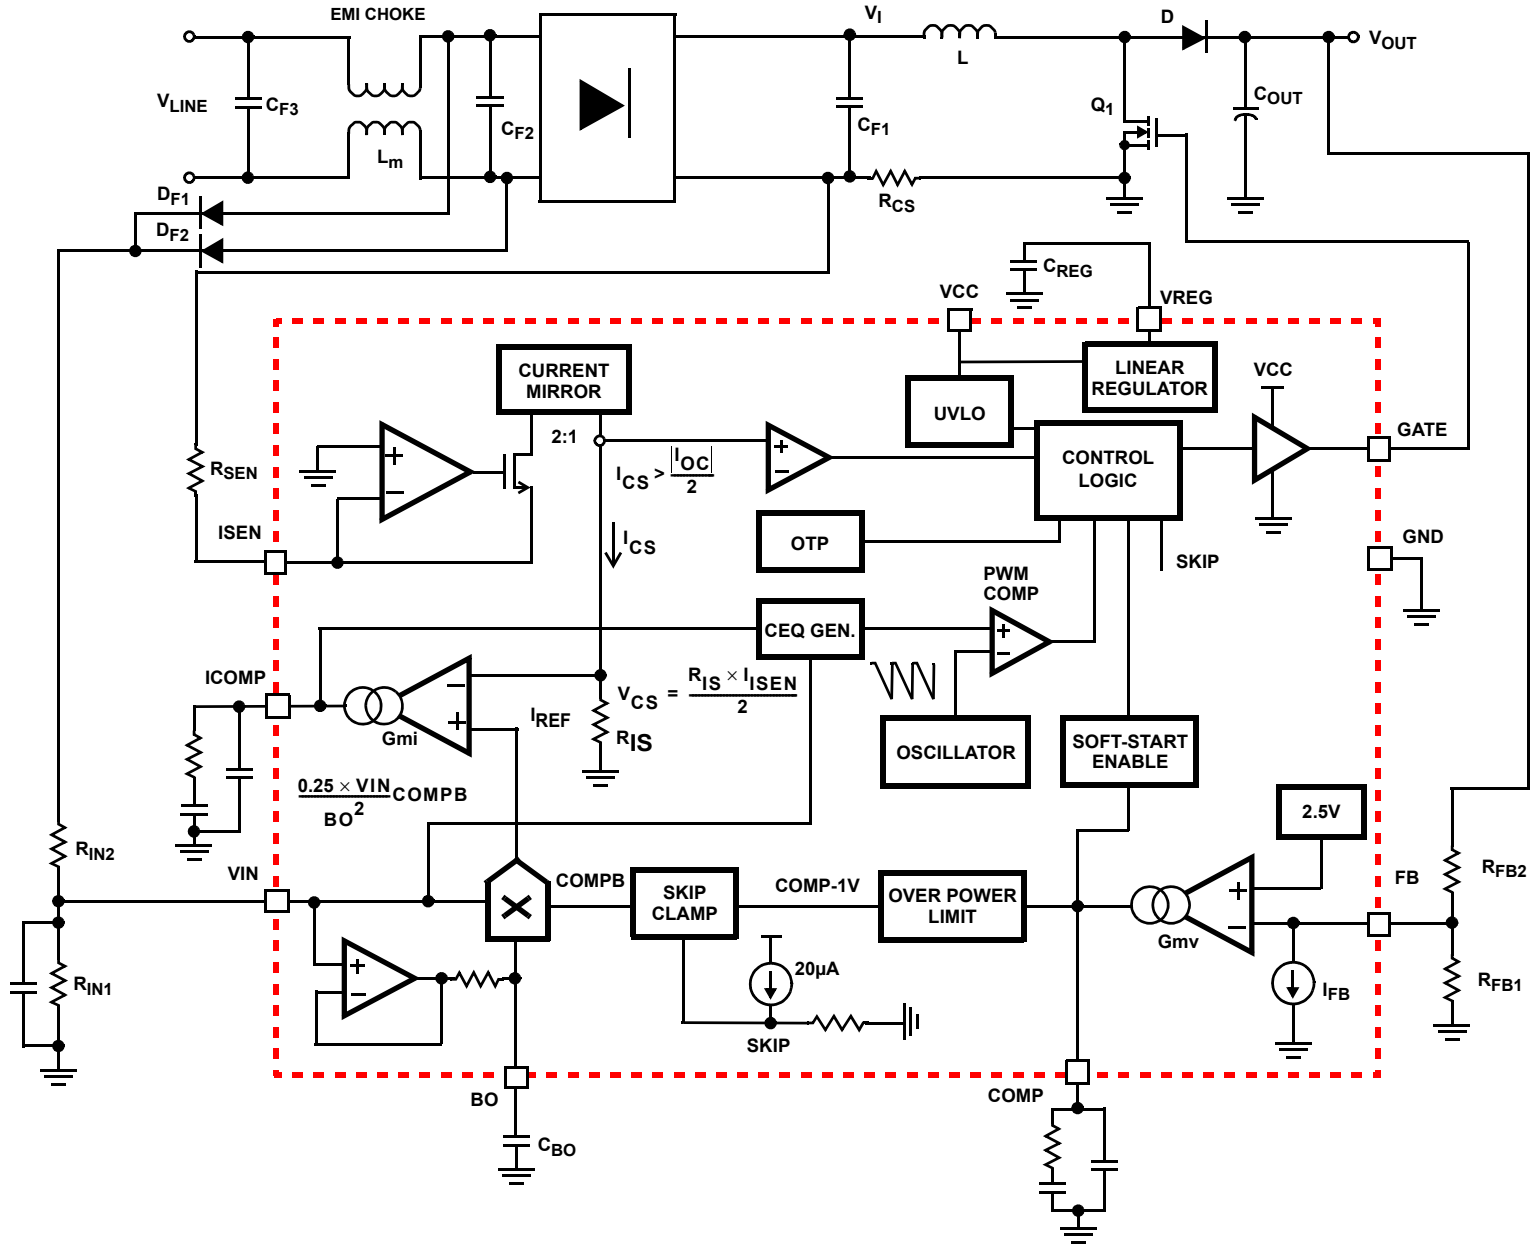 EMI CHOKE
VI
D
VOUT
VLINE
CF3
CF2
CF1
L
Q1
COUT
Lm
RCS
DF1
DF2
CREG
VCC
VREG
CURRENT
MIRROR
LINEAR
REGULATOR
VCC
UVLO
2:1
GATE
RSEN
ICS > |IOC|
2
CONTROL
LOGIC
+
−
+
−
ISEN
ICS
OTP
SKIP
GND
PWM
COMP
CEQ GEN.
+
−
ICOMP
−
+
Gmi
IREF
VCS = RIS × IISEN
2
RIS
OSCILLATOR
SOFT-START
ENABLE
0.25 × VIN
BO2
COMPB
2.5V
RIN2
VIN
COMPB
SKIP
CLAMP
COMP-1V
OVER POWER
LIMIT
+
−
Gmv
FB
RFB2
+
−
20µA
IFB
RFB1
RIN1
SKIP
BO
COMP
CBO